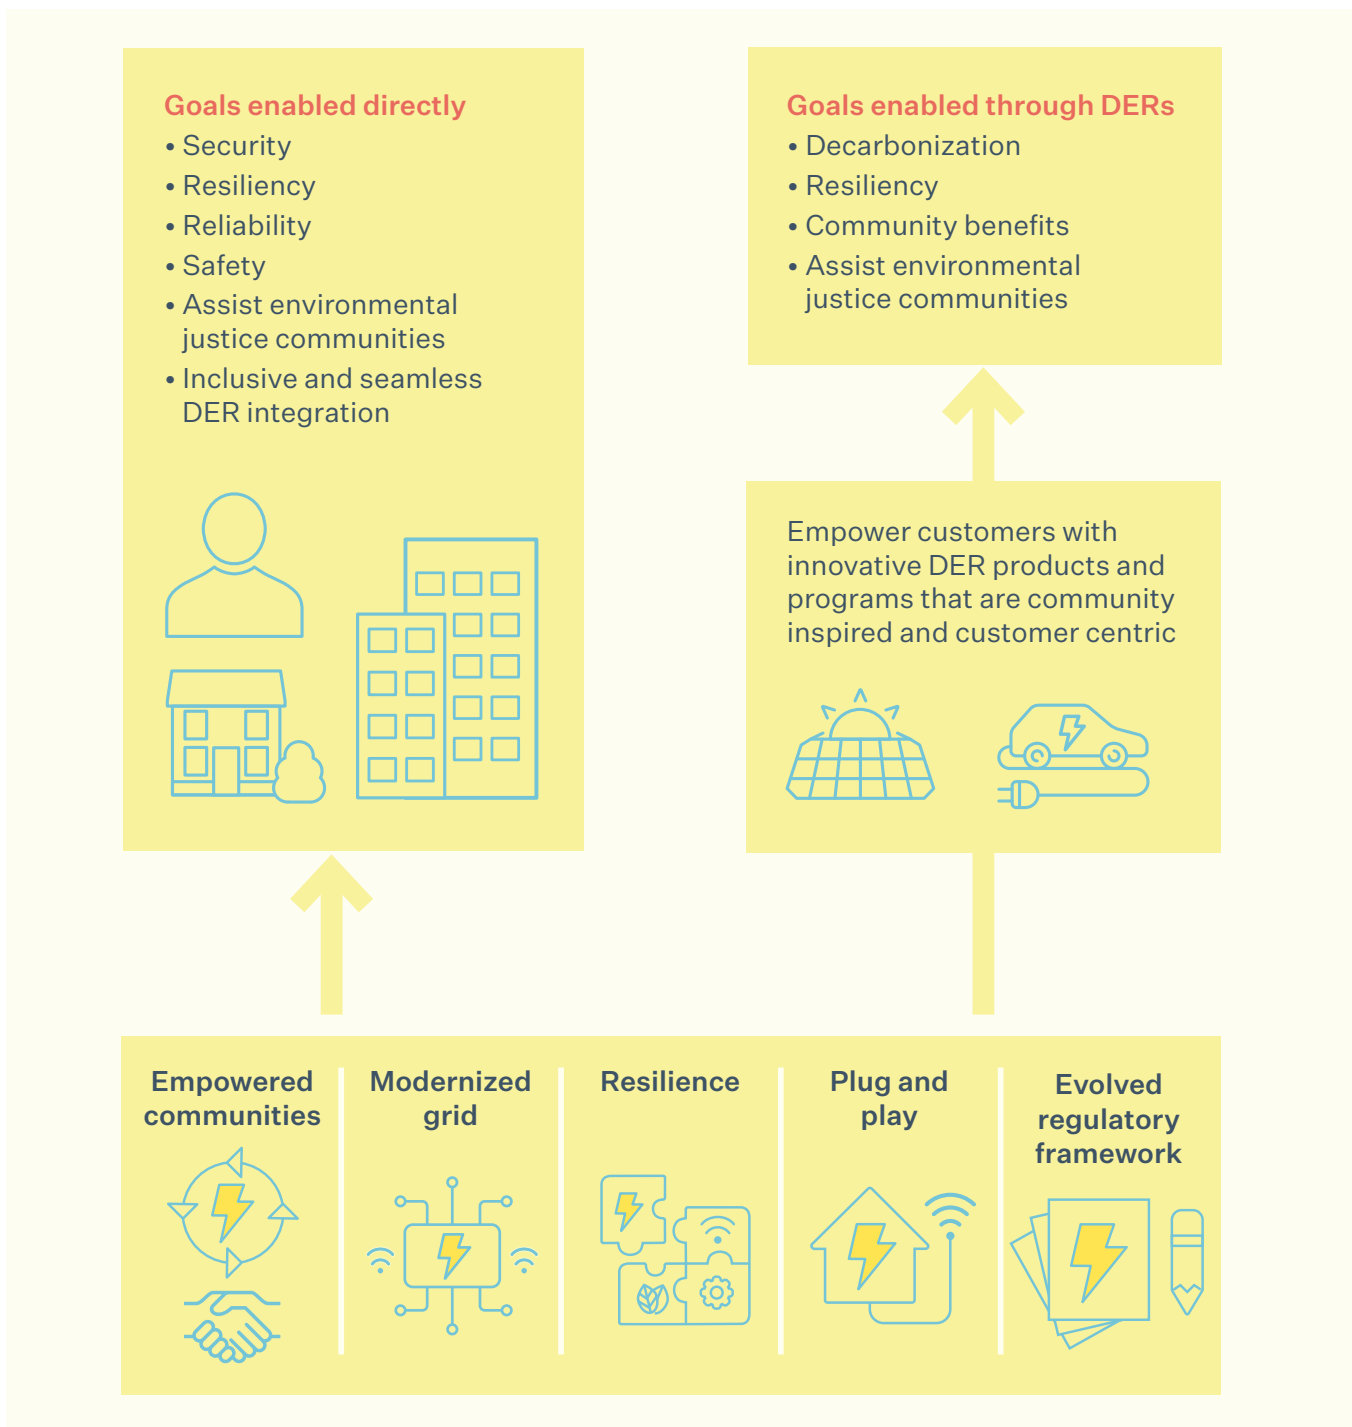 Goals enabled directly
• Security
• Resiliency
• Reliability
• Safety
• Assist environmental
justice communities
• Inclusive and seamless
DER integration
Goals enabled through DERs
• Decarbonization
• Resiliency
• Community benefits
• Assist environmental
justice communities
Empower customers with
innovative DER products and
programs that are community
inspired and customer centric
Empowered
communities
Modernized
grid
Resilience
Plug and
play
Evolved
regulatory
framework